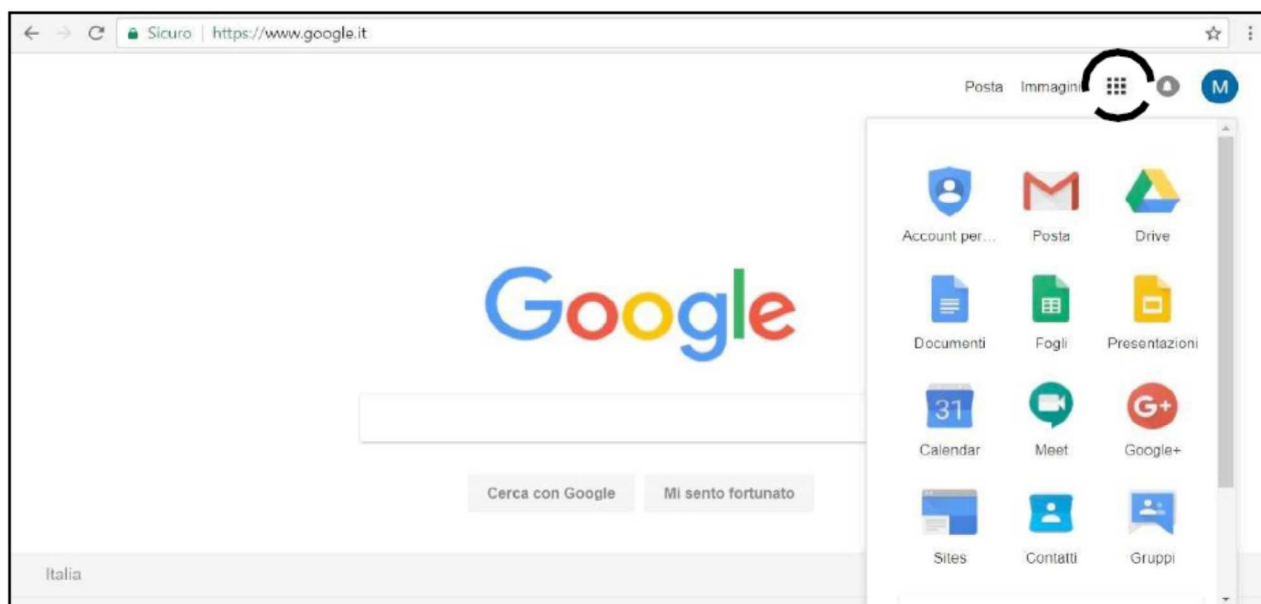 Sicuro | https://www.google.it
Posta Immagini M
Account per... Posta Drive
Google
Documenti Fogli Presentazioni
31
Calendar Meet Google+
G+
Cerca con Google Mi sento fortunato
Sites Contatti Gruppi
Italia